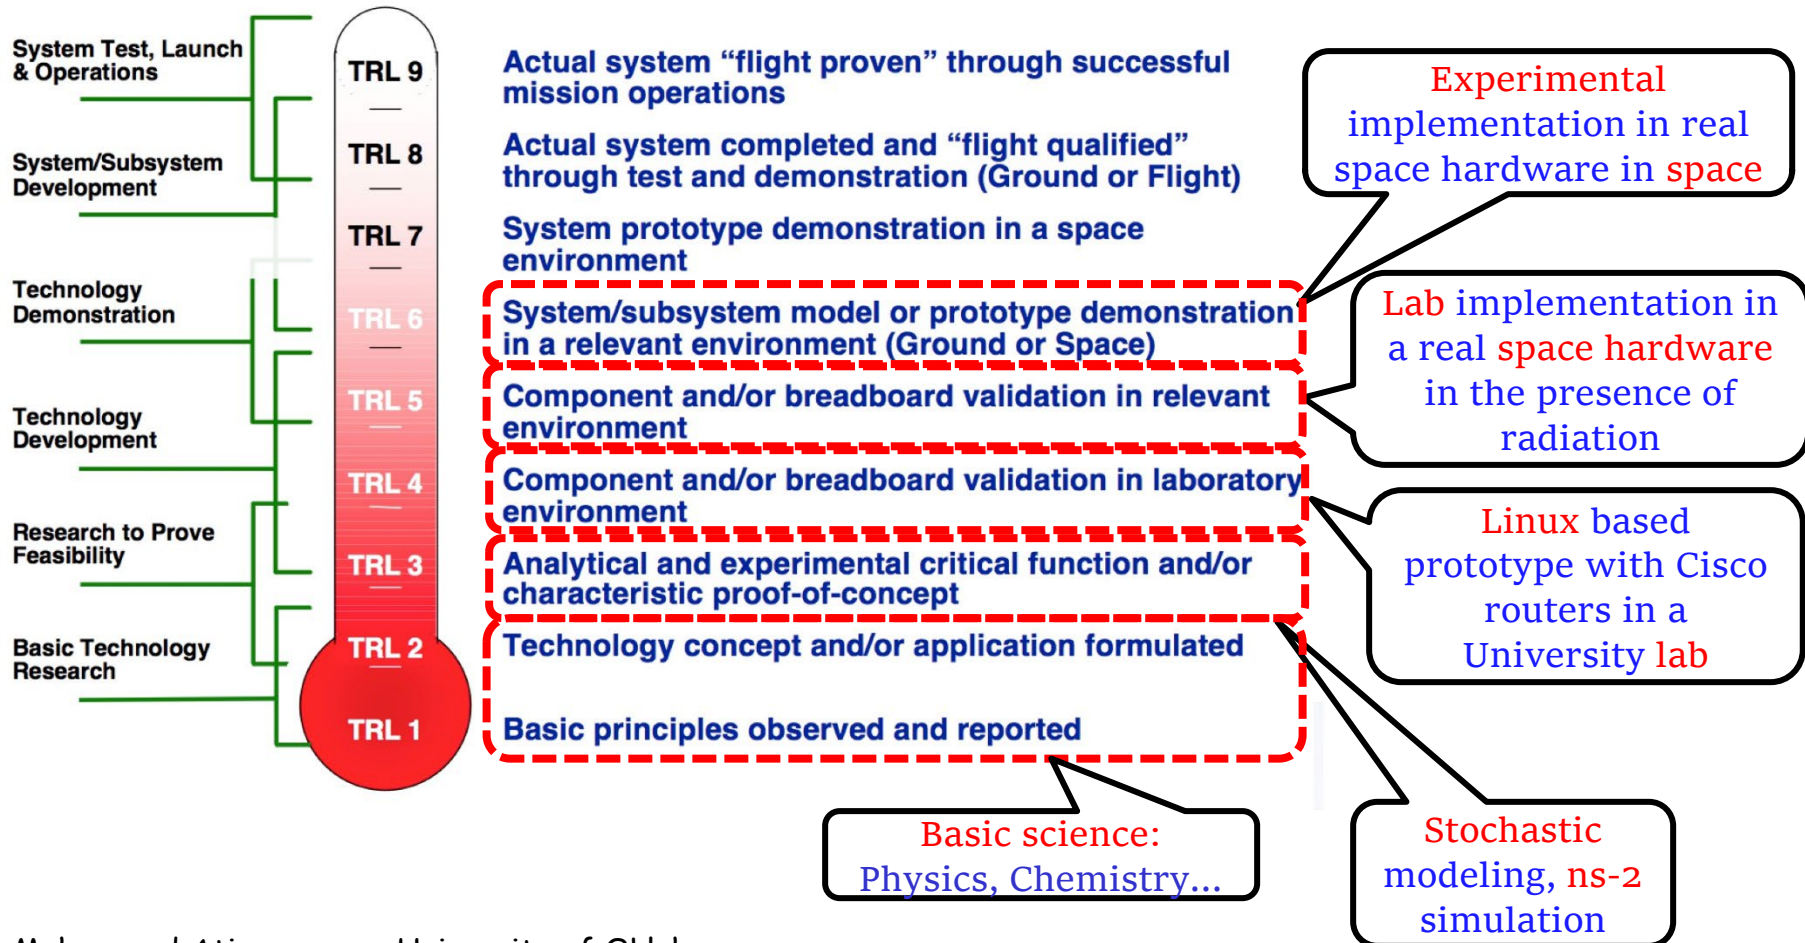 System Test, Launch
& Operations
System/Subsystem
Development
Technology
Demonstration
Technology
Development
Research to Prove
Feasibility
Basic Technology
Research
TRL 9
TRL 8
TRL 7
TRL 6
TRL 5
TRL 4
TRL 3
TRL 2
TRL 1
Actual system “flight proven” through successful
mission operations
Actual system completed and “flight qualified”
through test and demonstration (Ground or Flight)
System prototype demonstration in a space
environment
System/subsystem model or prototype demonstration
in a relevant environment (Ground or Space)
Component and/or breadboard validation in relevant
environment
Component and/or breadboard validation in laboratory
environment
Analytical and experimental critical function and/or
characteristic proof-of-concept
Technology concept and/or application formulated
Basic principles observed and reported
Experimental
implementation in real
space hardware in space
Lab implementation in
a real space hardware
in the presence of
radiation
Linux based
prototype with Cisco
routers in a
University lab
Stochastic
modeling, ns-2
simulation
Basic science:
Physics, Chemistry...
University of